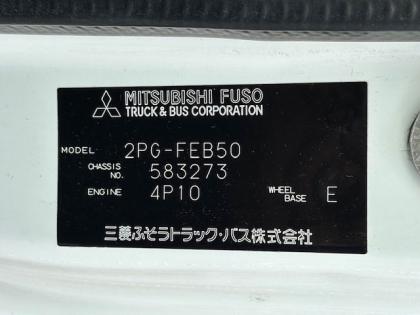 MITSUBISHI FUSO
TRUCK & BUS CORPORATION
MODEL 2PG-FEB50
CHASSIS NO. 583273
ENGINE 4P10 WHEEL BASE E
三菱ふそうトラック・バス株式会社